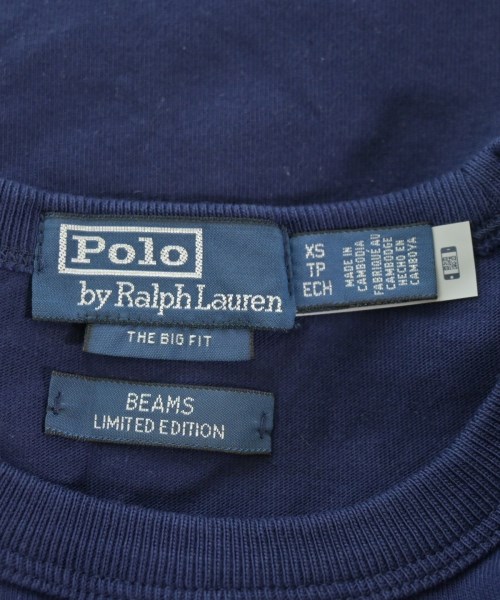 Polo
by Ralph Lauren
THE BIG FIT
XS
TP
ECH
MADE IN
CAMBODIA
FABRIQUE AU
CAMBODGE
HECHO EN
CAMBOYA
BEAMS
LIMITED EDITION